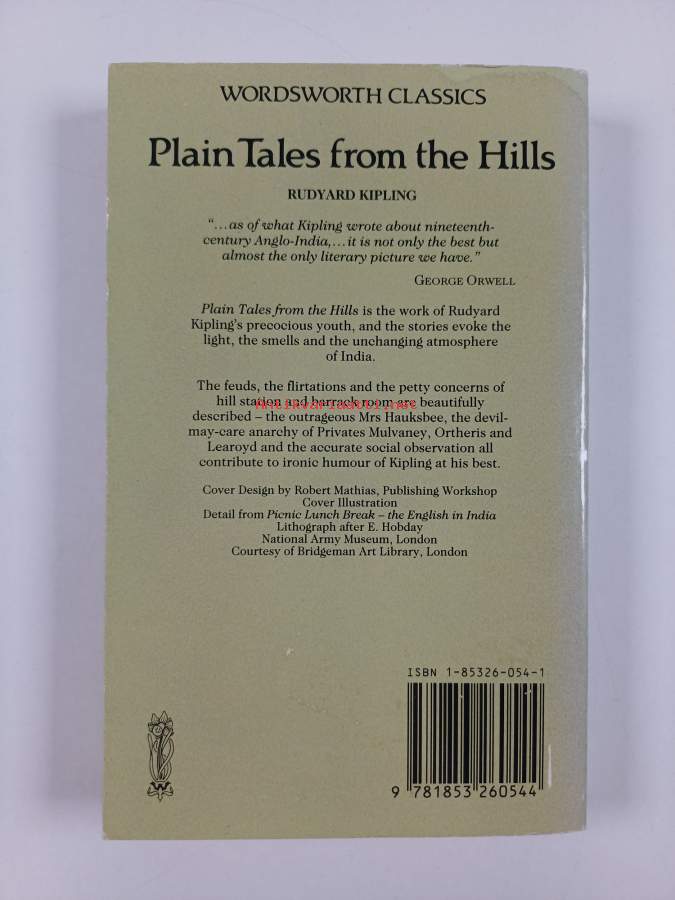 WORDSWORTH CLASSICS
Plain Tales from the Hills
RUDYARD KIPLING
“...as of what Kipling wrote about nineteenth-
century Anglo-India,...it is not only the best but
almost the only literary picture we have.”
GEORGE ORWELL
Plain Tales from the Hills is the work of Rudyard
Kipling's precocious youth, and the stories evoke the
light, the smells and the unchanging atmosphere
of India.
The feuds, the flirtations and the petty concerns of
hill station and barrack room are beautifully
Antikvariaatti.net
described – the outrageous Mrs Hauksbee, the devil-
may-care anarchy of Privates Mulvaney, Ortheris and
Learoyd and the accurate social observation all
contribute to ironic humour of Kipling at his best.
Cover Design by Robert Mathias, Publishing Workshop
Cover Illustration
Detail from Picnic Lunch Break – the English in India
Lithograph after E. Hobday
National Army Museum, London
Courtesy of Bridgeman Art Library, London
ISBN 1-85326-054-1
9 781853 260544
W